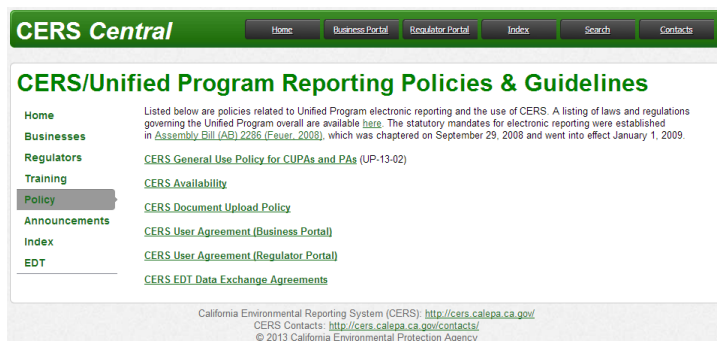 CERS Central
Home
Business Portal
Regulator Portal
Index
Search
Contacts
CERS/Unified Program Reporting Policies & Guidelines
Home
Businesses
Regulators
Training
Policy
Announcements
Index
EDT
Listed below are policies related to Unified Program electronic reporting and the use of CERS. A listing of laws and regulations
governing the Unified Program overall are available here. The statutory mandates for electronic reporting were established
in Assembly Bill (AB) 2286 (Feuer, 2008), which was chaptered on September 29, 2008 and went into effect January 1, 2009.
CERS General Use Policy for CUPAs and PAs (UP-13-02)
CERS Availability
CERS Document Upload Policy
CERS User Agreement (Business Portal)
CERS User Agreement (Regulator Portal)
CERS EDT Data Exchange Agreements
California Environmental Reporting System (CERS): http://cers.calepa.ca.gov/
CERS Contacts: http://cers.calepa.ca.gov/contacts/
© 2013 California Environmental Protection Agency